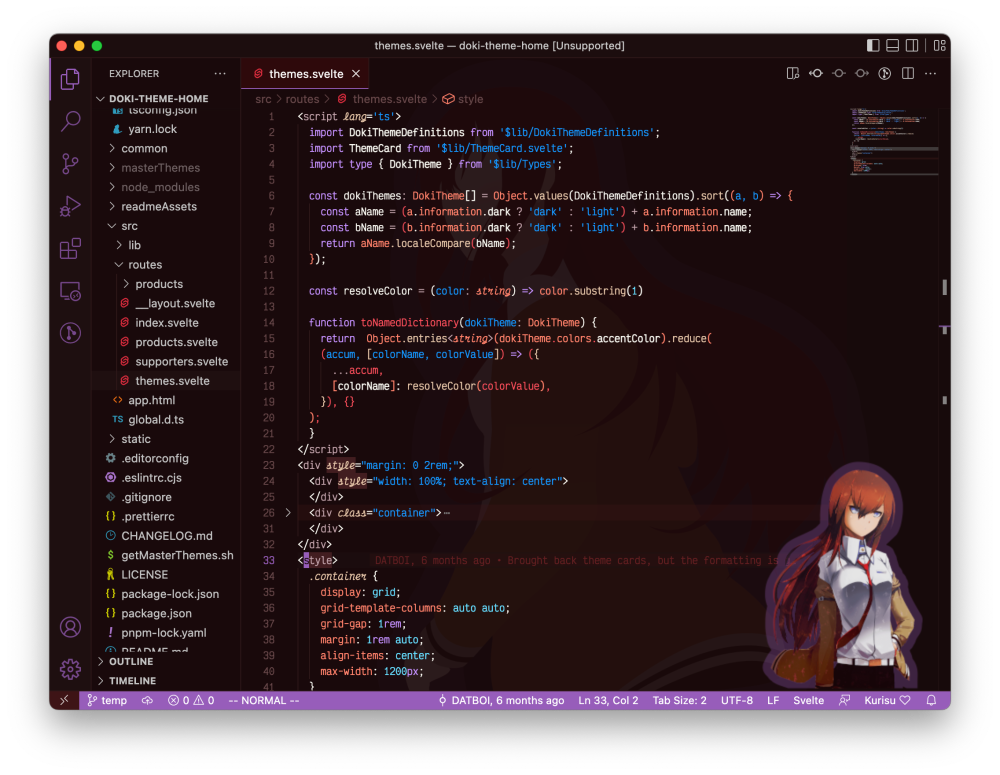 themes.svelte — doki-theme-home [Unsupported]
EXPLORER
DOKI-THEME-HOME
tsconfig.json
yarn.lock
common
masterThemes
node_modules
readmeAssets
src
lib
routes
products
__layout.svelte
index.svelte
products.svelte
supporters.svelte
themes.svelte
app.html
TS global.d.ts
static
.editorconfig
.eslintrc.cjs
.gitignore
{} .prettierrc
CHANGELOG.md
$ getMasterThemes.sh
LICENSE
{} package-lock.json
{} package.json
! pnpm-lock.yaml
README.md
OUTLINE
TIMELINE
themes.svelte
src > routes > themes.svelte > style
1 <script lang='ts'>
2 import DokiThemeDefinitions from '$lib/DokiThemeDefinitions';
3 import ThemeCard from '$lib/ThemeCard.svelte';
4 import type { DokiTheme } from '$lib/Types';
5
6 const dokiThemes: DokiTheme[] = Object.values(DokiThemeDefinitions).sort((a, b) => {
7 const aName = (a.information.dark ? 'dark' : 'light') + a.information.name;
8 const bName = (b.information.dark ? 'dark' : 'light') + b.information.name;
9 return aName.localeCompare(bName);
10 });
11
12 const resolveColor = (color: string) => color.substring(1)
13
14 function toNamedDictionary(dokiTheme: DokiTheme) {
15 return Object.entries<string>(dokiTheme.colors.accentColor).reduce(
16 (accum, [colorName, colorValue]) => ({
17 ...accum,
18 [colorName]: resolveColor(colorValue),
19 }), {}
20 );
21 }
22 </script>
23 <div style="margin: 0 2rem;">
24 <div style="width: 100%; text-align: center">
25 </div>
26 <div class="container">⋯
31 </div>
32 </div>
33 <style> DATBOI, 6 months ago • Brought back theme cards, but the formatting is
34 .container {
35 display: grid;
36 grid-template-columns: auto auto;
37 grid-gap: 1rem;
38 margin: 1rem auto;
39 align-items: center;
40 max-width: 1200px;
41 }
temp 0 0 -- NORMAL -- DATBOI, 6 months ago Ln 33, Col 2 Tab Size: 2 UTF-8 LF Svelte Kurisu ♡